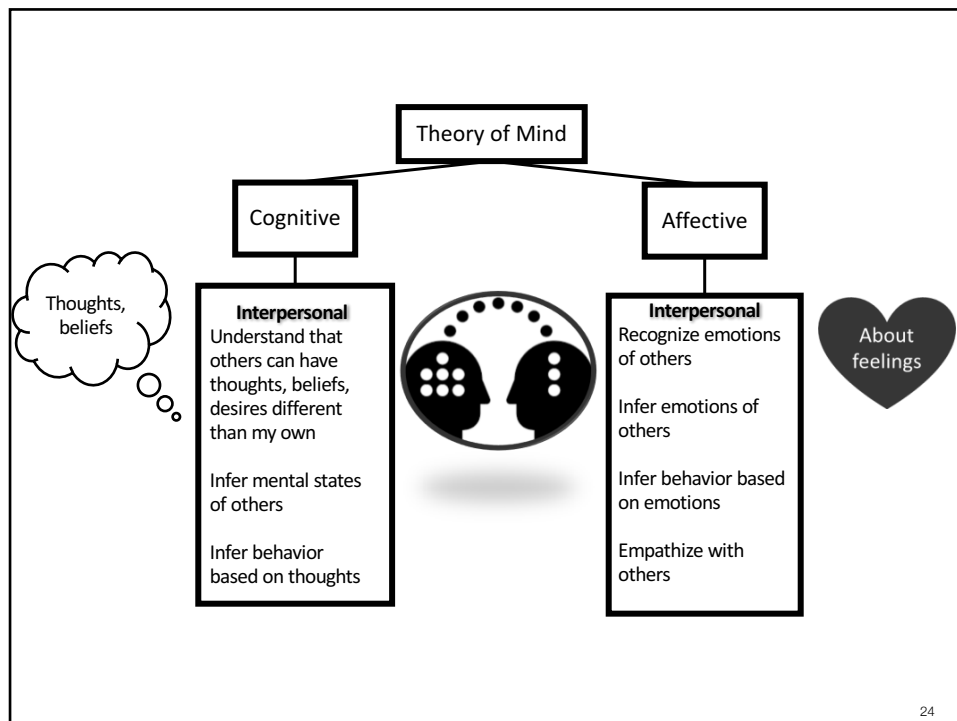 Theory of Mind
Cognitive
Affective
Thoughts,
beliefs
Interpersonal
Understand that
others can have
thoughts, beliefs,
desires different
than my own
Infer mental states
of others
Infer behavior
based on thoughts
Interpersonal
Recognize emotions
of others
Infer emotions of
others
Infer behavior based
on emotions
Empathize with
others
About
feelings
24